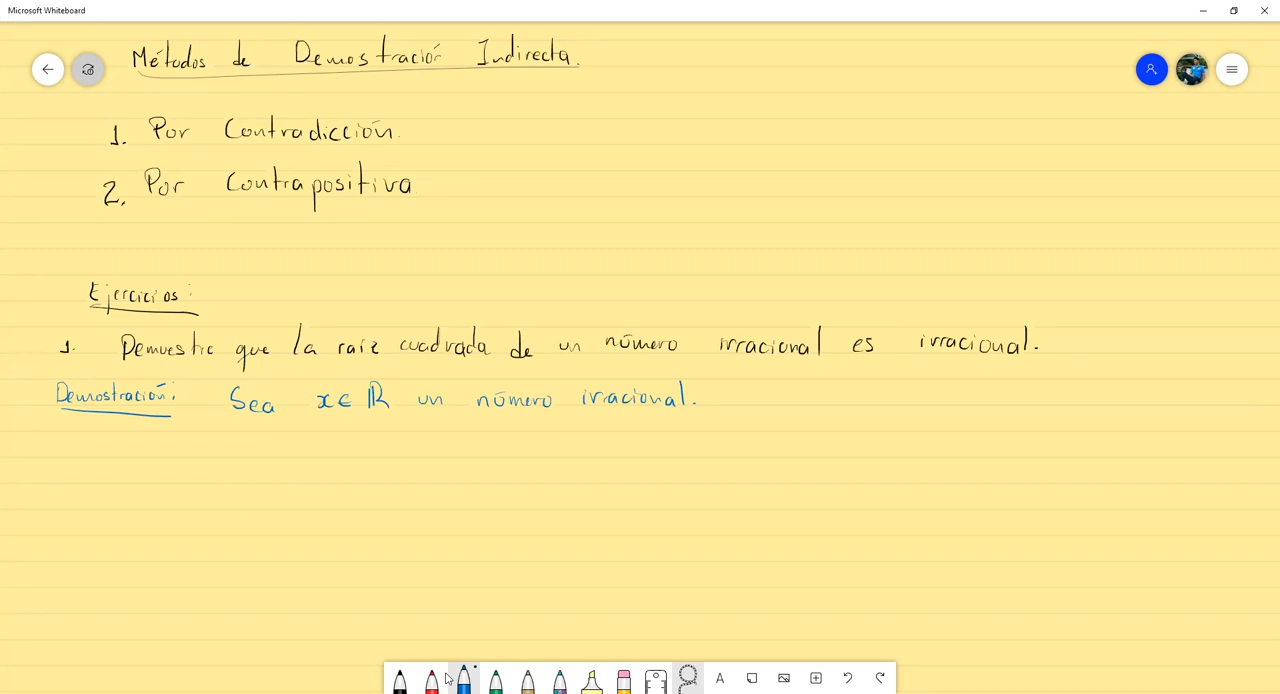 Microsoft Whiteboard
Métodos de Demostración Indirecta.
1. Por Contradicción.
2. Por Contrapositiva
Ejercicios:
1. Demuestre que la raíz cuadrada de un número irracional es irracional.
Demostración: Sea x ∈ ℝ un número irracional.